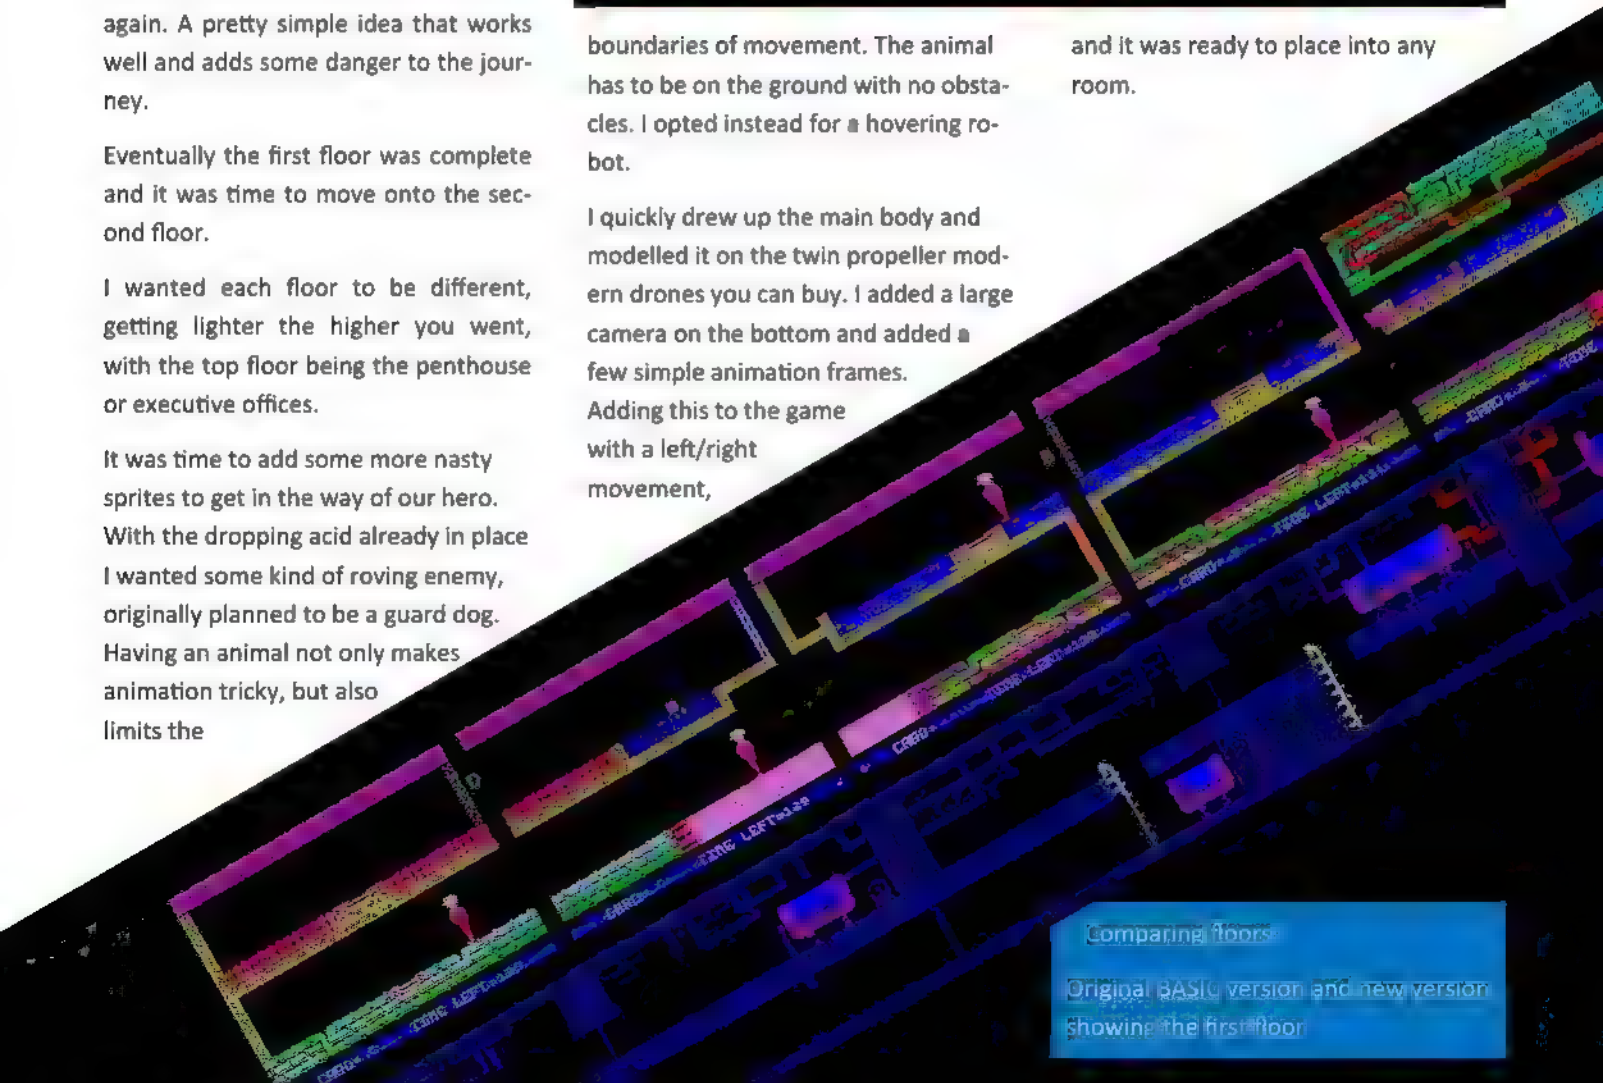 again. A pretty simple idea that works
well and adds some danger to the jour-
ney.
Eventually the first floor was complete
and it was time to move onto the sec-
ond floor.
I wanted each floor to be different,
getting lighter the higher you went,
with the top floor being the penthouse
or executive offices.
It was time to add some more nasty
sprites to get in the way of our hero.
With the dropping acid already in place
I wanted some kind of roving enemy,
originally planned to be a guard dog.
Having an animal not only makes
animation tricky, but also
limits the
boundaries of movement. The animal
has to be on the ground with no obsta-
cles. I opted instead for a hovering ro-
bot.
I quickly drew up the main body and
modelled it on the twin propeller mod-
ern drones you can buy. I added a large
camera on the bottom and added a
few simple animation frames.
Adding this to the game
with a left/right
movement,
and it was ready to place into any
room.
TIME LEFT=
TIME LEFT=
TIME LEFT=
TIME LEFT=
Comparing floors
Original BASIC version and new version
showing the first floor